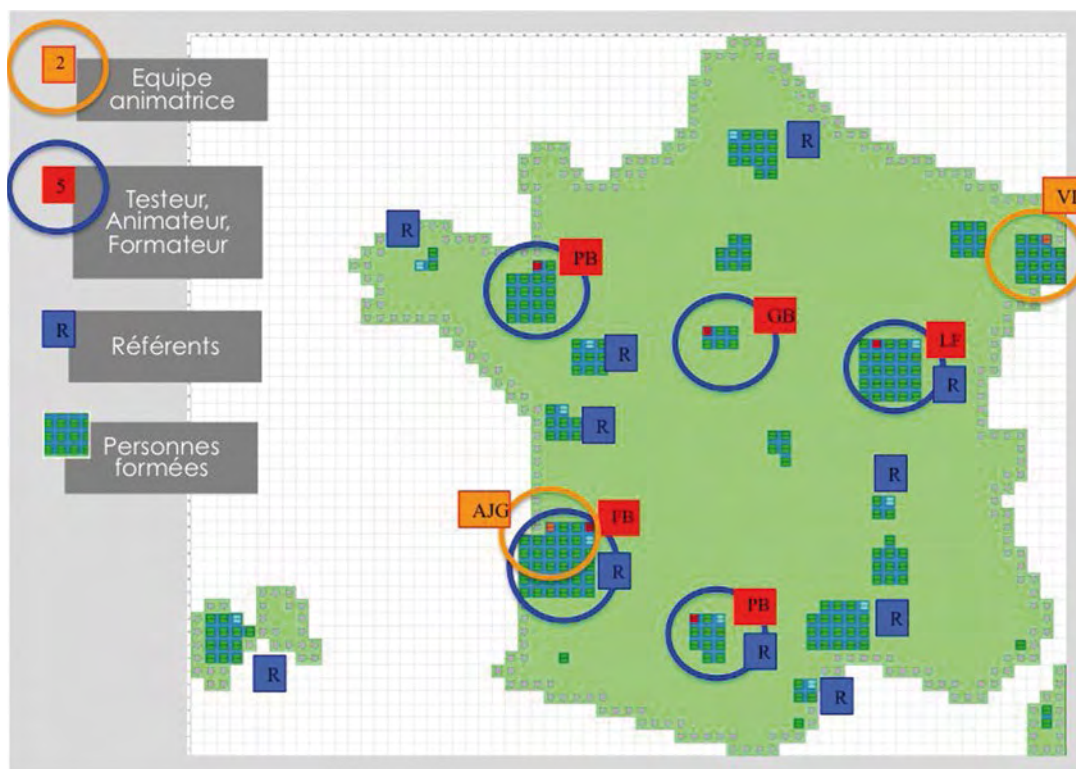 2
Equipe
animatrice
5
Testeur,
Animateur,
Formateur
R
Référents
Personnes
formées
R
VI
R
PB
GB
LF
R
R
R
R
AJG
FB
R
PB
R
R
R
R